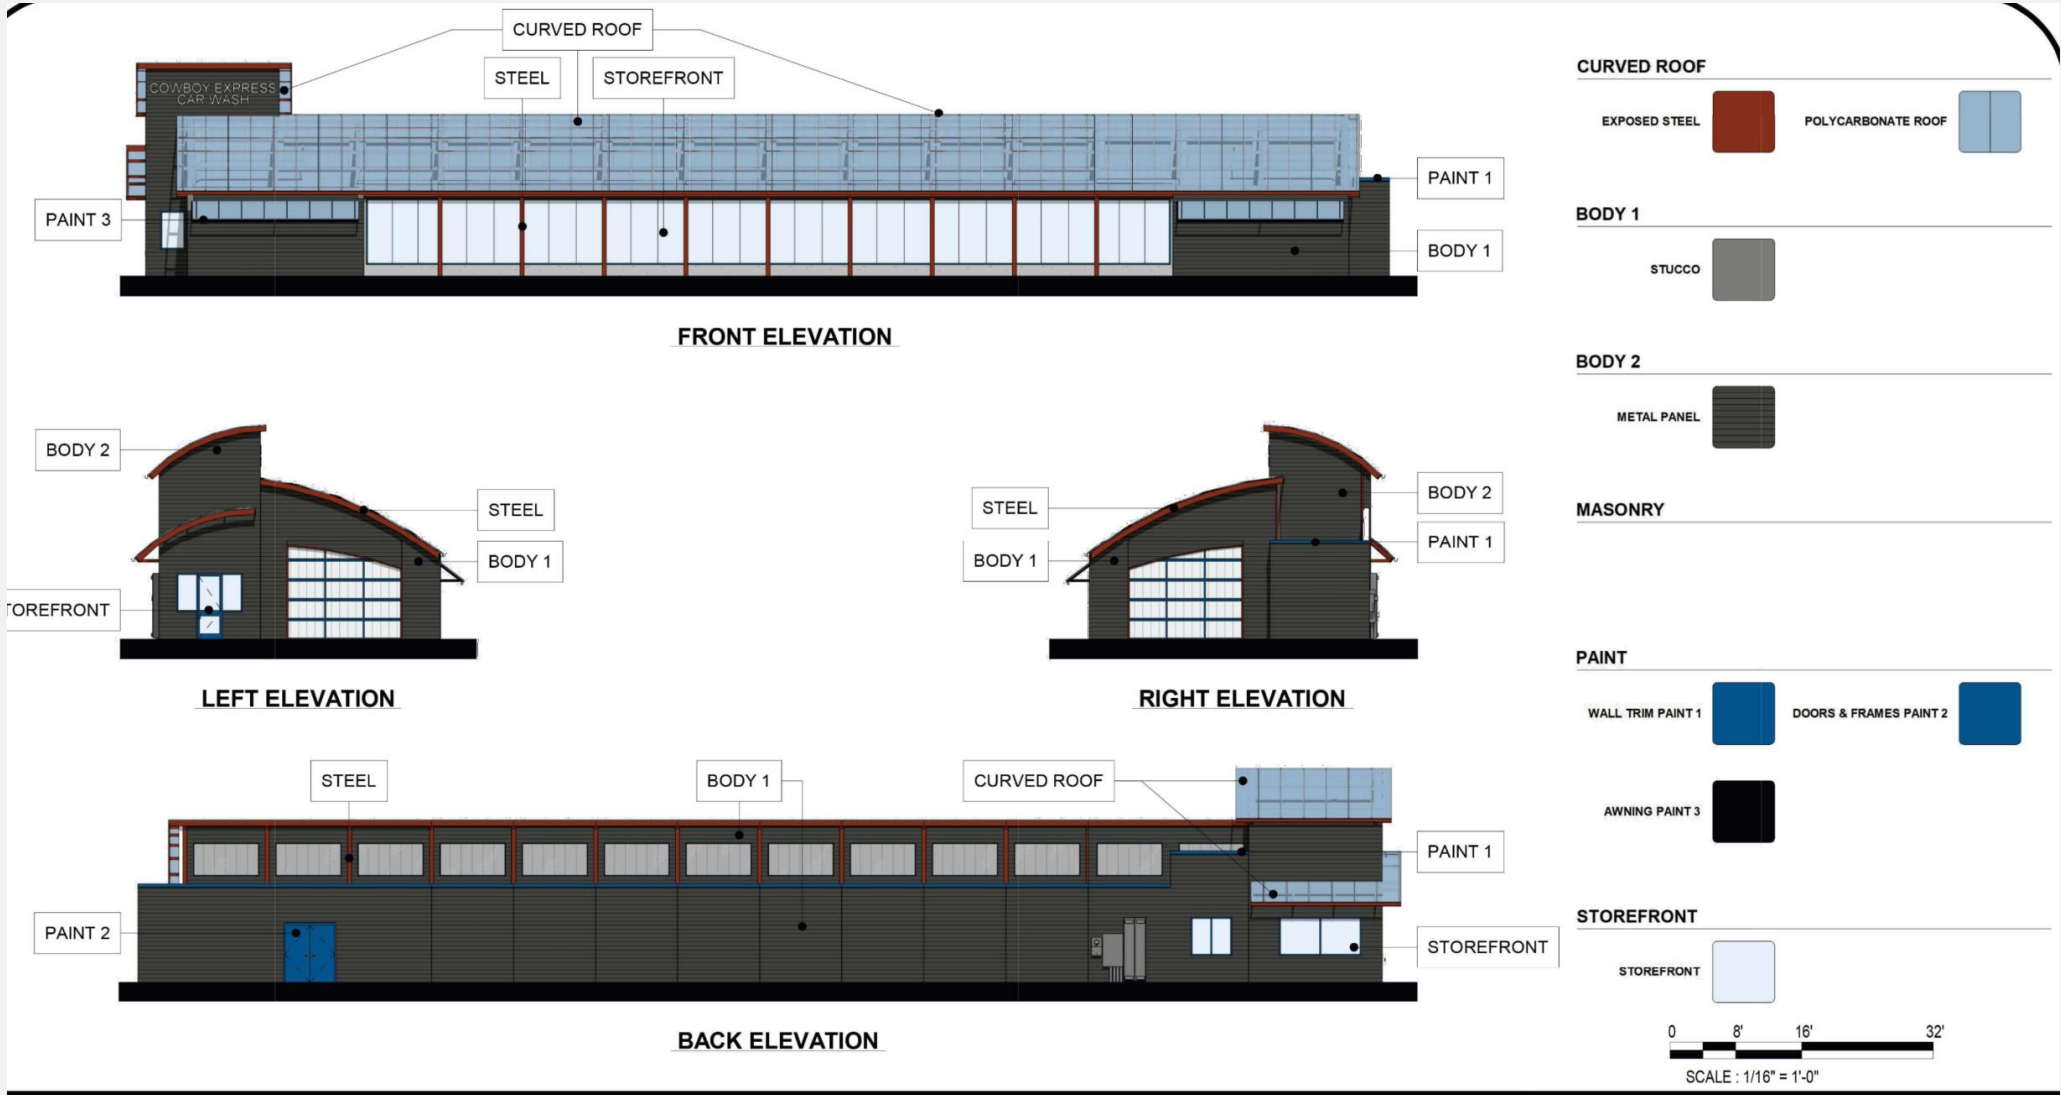 CURVED ROOF
STEEL
STOREFRONT
COWBOY EXPRESS
CAR WASH
PAINT 3
PAINT 1
BODY 1
FRONT ELEVATION
BODY 2
STEEL
BODY 1
TOREFRONT
LEFT ELEVATION
STEEL
BODY 1
BODY 2
PAINT 1
RIGHT ELEVATION
STEEL
BODY 1
CURVED ROOF
PAINT 1
PAINT 2
STOREFRONT
BACK ELEVATION
CURVED ROOF
EXPOSED STEEL
POLYCARBONATE ROOF
BODY 1
STUCCO
BODY 2
METAL PANEL
MASONRY
PAINT
WALL TRIM PAINT 1
DOORS & FRAMES PAINT 2
AWNING PAINT 3
STOREFRONT
STOREFRONT
0 8' 16' 32'
SCALE : 1/16" = 1'-0"